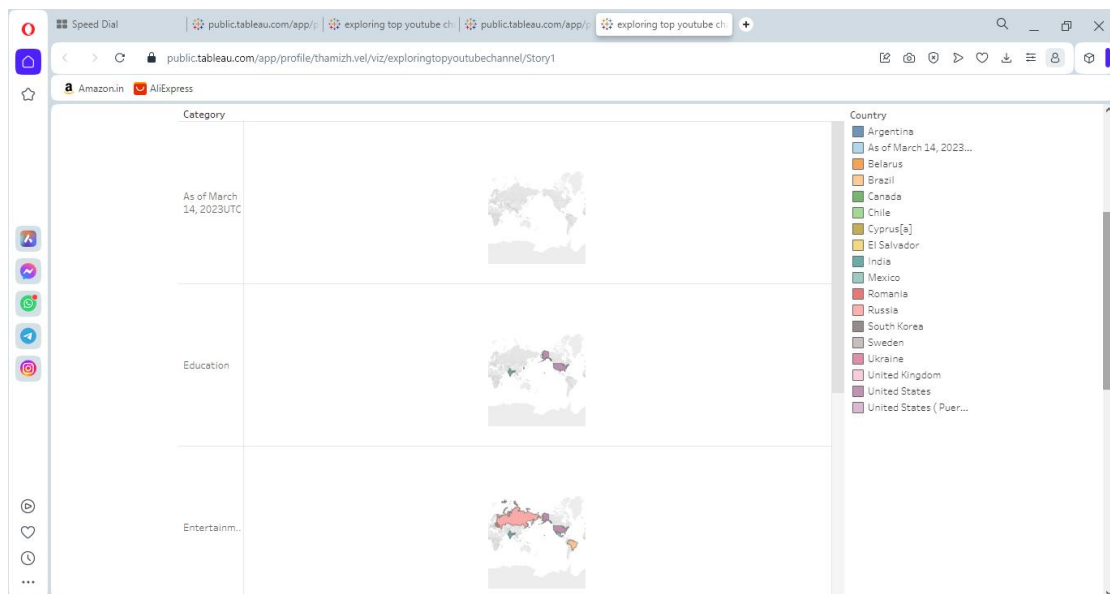 Speed Dial
public.tableau.com/app/p
exploring top youtube ch
public.tableau.com/app/p
exploring top youtube ch
public.tableau.com/app/profile/thamizh.vel/viz/exploringtopyoutubechannel/Story1
Amazon.in
AliExpress
Category
As of March
14, 2023UTC
Education
Entertainm..
Country
Argentina
As of March 14, 2023...
Belarus
Brazil
Canada
Chile
Cyprus[a]
El Salvador
India
Mexico
Romania
Russia
South Korea
Sweden
Ukraine
United Kingdom
United States
United States ( Puer...